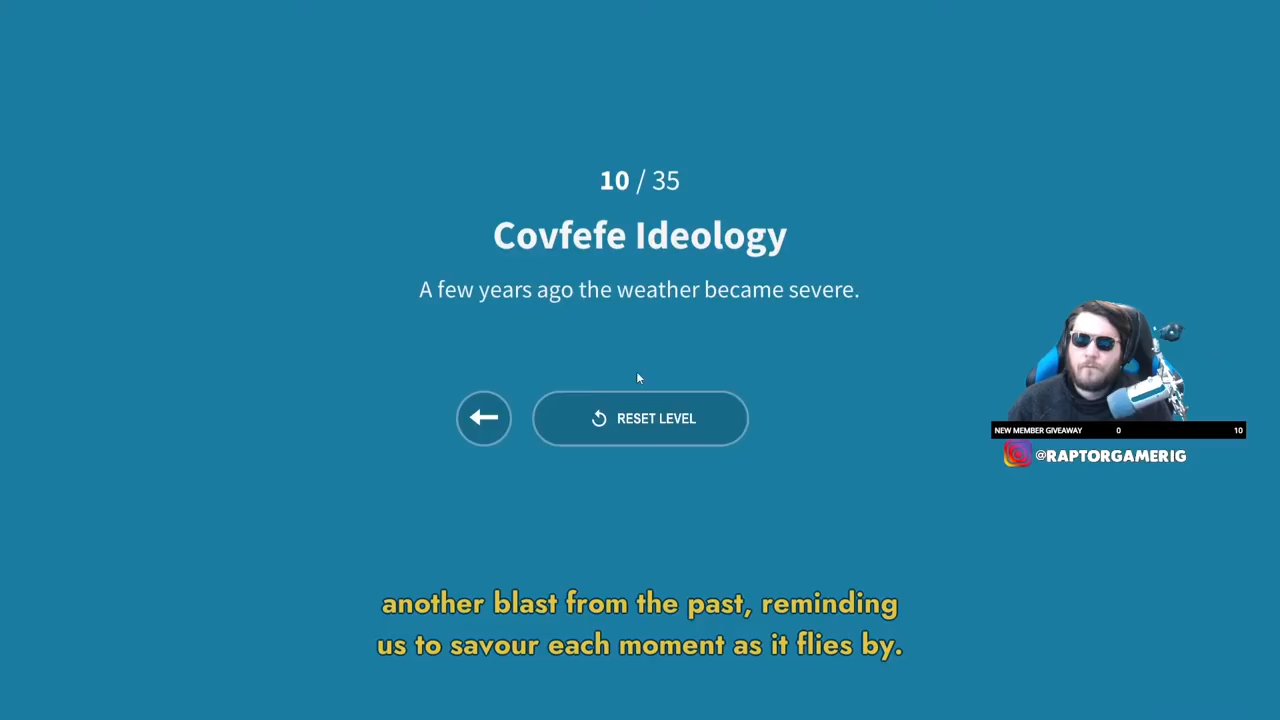 10 / 35
Covfefe Ideology
A few years ago the weather became severe.
RESET LEVEL
NEW MEMBER GIVEAWAY 0 10
@RAPTORGAMERIG
another blast from the past, reminding
us to savour each moment as it flies by.